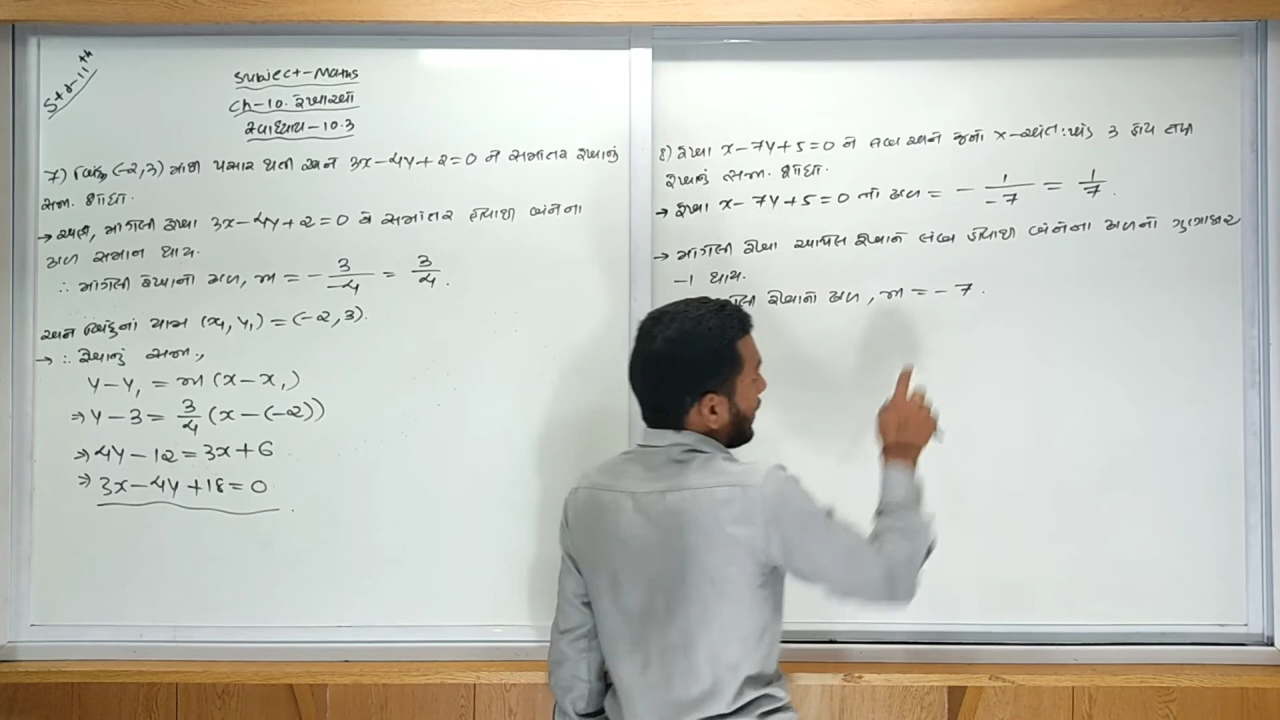 Std-11th
Subject-Maths
Ch-10. રેખાઓ
સ્વાધ્યાય-10.3
7) બિંદુ (-2,3) માંથી પસાર થતી અને 3x-4y+2=0 ને સમાંતર રેખાનું
સમી. શોધો.
→ અહીં, માંગેલી રેખા 3x-4y+2=0 ને સમાંતર હોવાથી બંનેના
ઢાળ સમાન થાય.
∴ માંગેલી રેખાનો ઢાળ, m = - 3/-4 = 3/4.
અને બિંદુના યામ (x₁, y₁) = (-2, 3).
→ ∴ રેખાનું સમી.,
y-y₁ = m(x-x₁)
⇒ y-3 = 3/4 (x-(-2))
⇒ 4y-12=3x+6
⇒ 3x-4y+18=0
8) રેખા x-7y+5=0 ને લંબ અને જેનો x-અંત:ખંડ 3 હોય તેવી
રેખાનું સમી. શોધો.
→ રેખા x-7y+5=0 નો ઢાળ = - 1/-7 = 1/7.
→ માંગેલી રેખા આપેલ રેખાને લંબ હોવાથી બંનેના ઢાળનો ગુણાકાર
-1 થાય.
રેખાનો ઢાળ, m = -7.